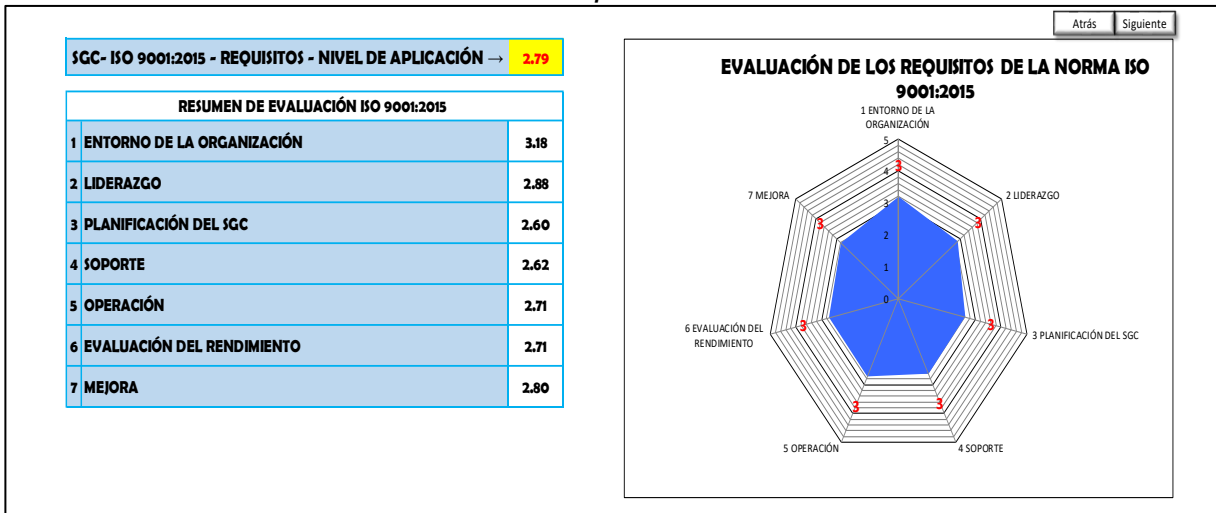 Atrás Siguiente
SGC- ISO 9001:2015 - REQUISITOS - NIVEL DE APLICACIÓN → 2.79
RESUMEN DE EVALUACIÓN ISO 9001:2015
1 ENTORNO DE LA ORGANIZACIÓN 3.18
2 LIDERAZGO 2.88
3 PLANIFICACIÓN DEL SGC 2.60
4 SOPORTE 2.62
5 OPERACIÓN 2.71
6 EVALUACIÓN DEL RENDIMIENTO 2.71
7 MEJORA 2.80
EVALUACIÓN DE LOS REQUISITOS DE LA NORMA ISO
9001:2015
1 ENTORNO DE LA
ORGANIZACIÓN
5
3
4
7 MEJORA
3
2 LIDERAZGO
3
3
2
1
0
6 EVALUACIÓN DEL
RENDIMIENTO
3
3
3 PLANIFICACIÓN DEL SGC
3
3
5 OPERACIÓN
4 SOPORTE